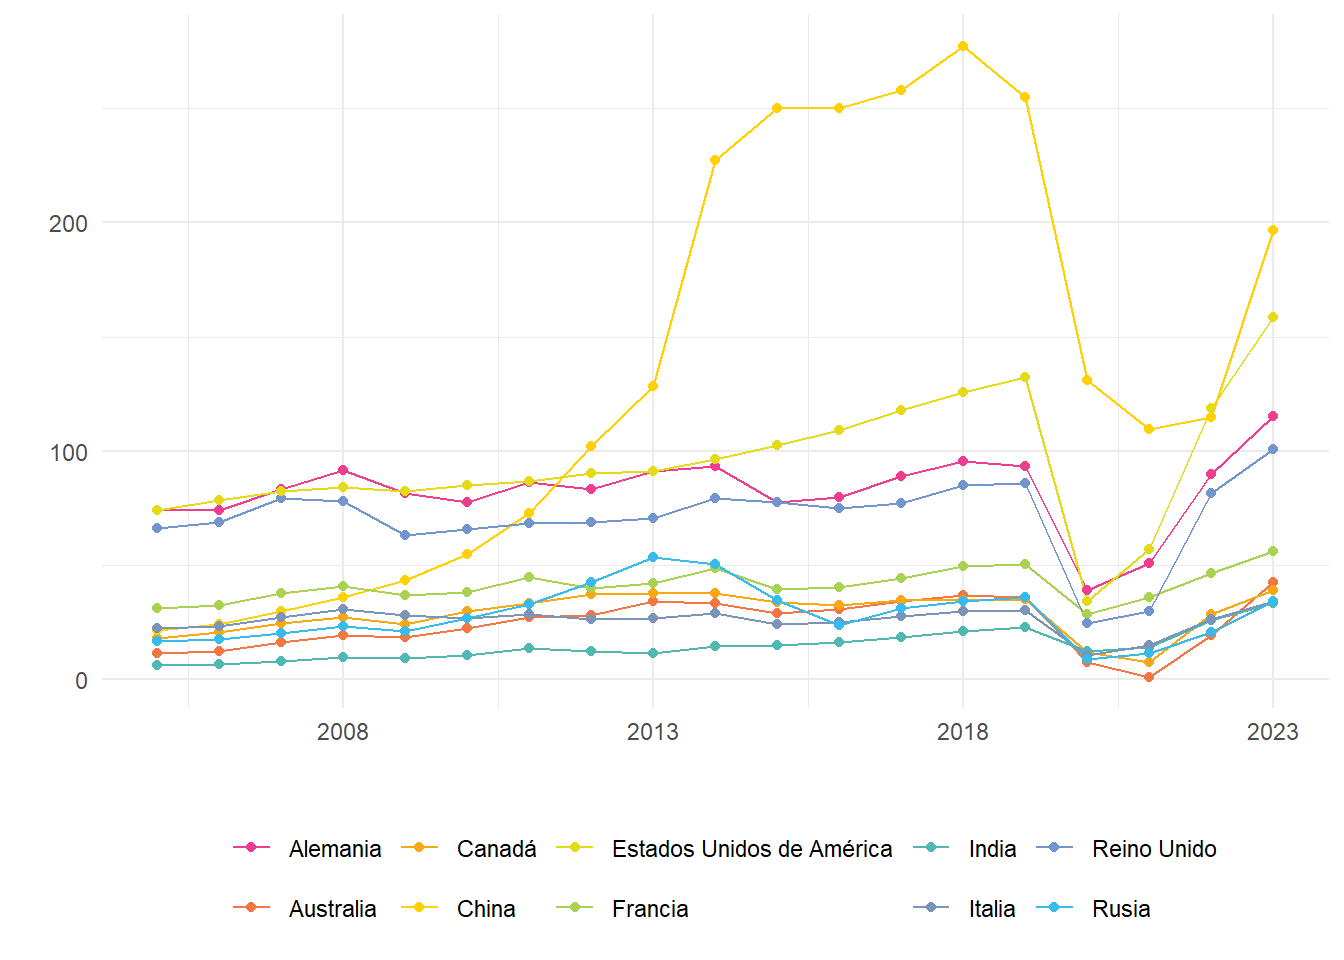 200
100
0
2008 2013 2018 2023
Alemania Canadá Estados Unidos de América India Reino Unido
Australia China Francia Italia Rusia